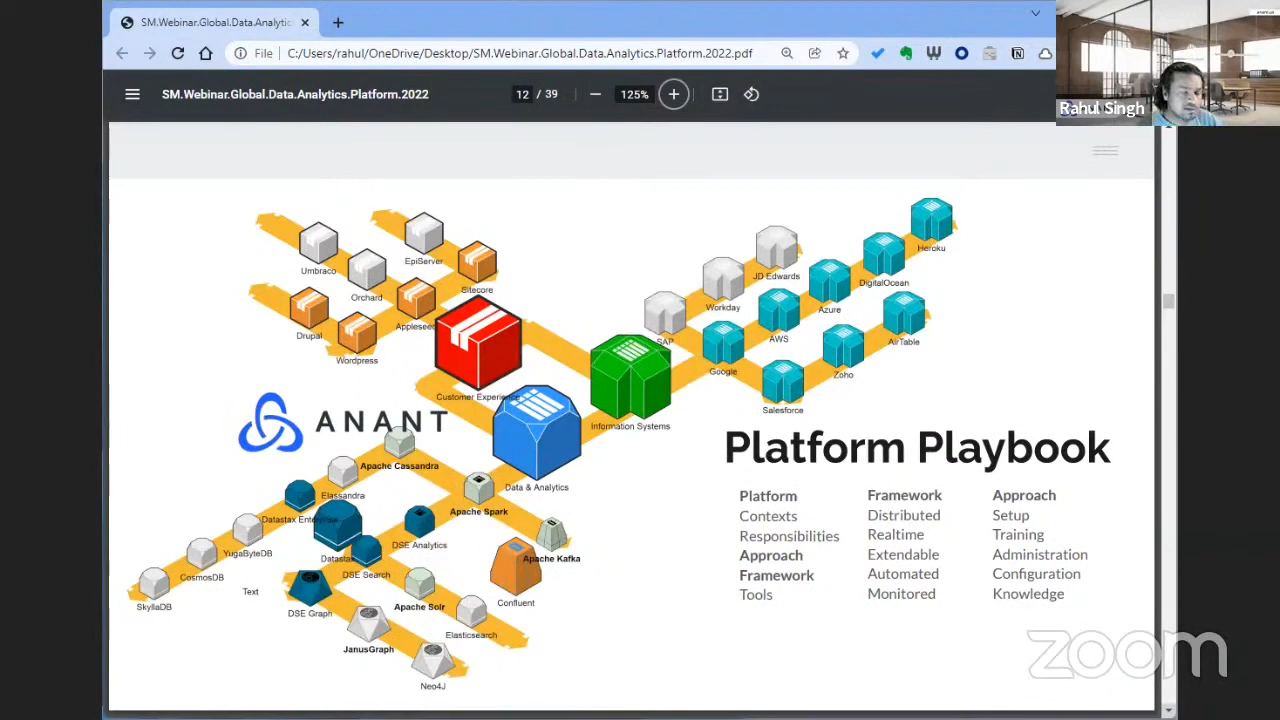 SM.Webinar.Global.Data.Analytic
File
C:/Users/rahul/OneDrive/Desktop/SM.Webinar.Global.Data.Analytics.Platform.2022.pdf
SM.Webinar.Global.Data.Analytics.Platform.2022
12 / 39
125%
Rahul Singh
Umbraco
Orchard
EpiServer
Sitecore
Drupal
Wordpress
Appleseed
Customer Experience
Data & Analytics
Information Systems
SAP
Workday
JD Edwards
Google
AWS
Azure
DigitalOcean
Heroku
Salesforce
Zoho
AirTable
ANANT
Apache Cassandra
Elassandra
Datastax Enterprise
YugaByteDB
CosmosDB
SkyllaDB
Text
Apache Spark
Apache Kafka
Confluent
DSE Analytics
Datasta
DSE Search
DSE Graph
Apache Solr
Elasticsearch
JanusGraph
Neo4J
Platform Playbook
Platform
Contexts
Responsibilities
Approach
Framework
Tools
Framework
Distributed
Realtime
Extendable
Automated
Monitored
Approach
Setup
Training
Administration
Configuration
Knowledge
zoom